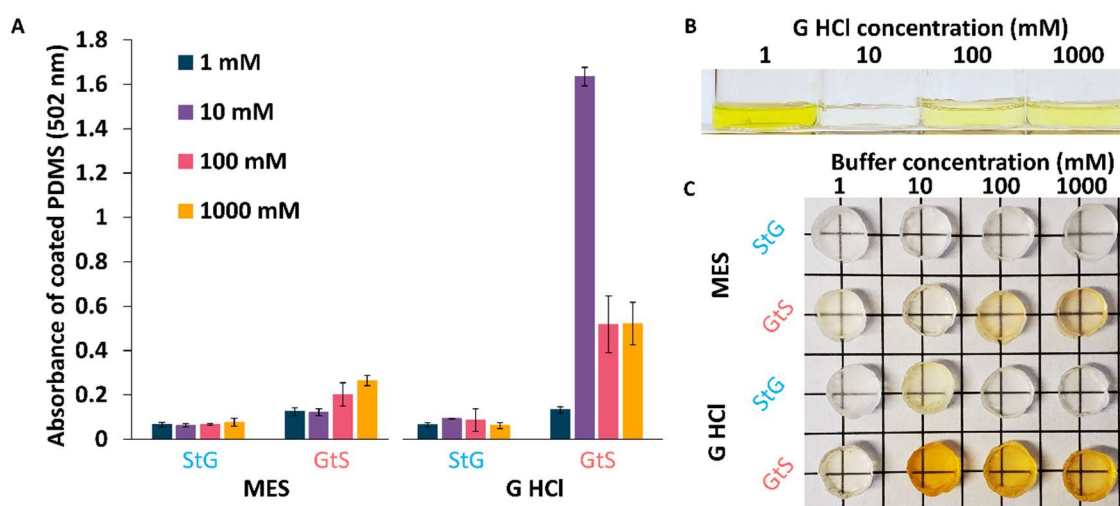 A
Absorbance of coated PDMS (502 nm)
1.8
1.6
1.4
1.2
1
0.8
0.6
0.4
0.2
0
1 mM
10 mM
100 mM
1000 mM
StG GtS StG GtS
MES G HCl
B
G HCl concentration (mM)
1 10 100 1000
C
Buffer concentration (mM)
1 10 100 1000
MES
StG
GtS
G HCl
StG
GtS